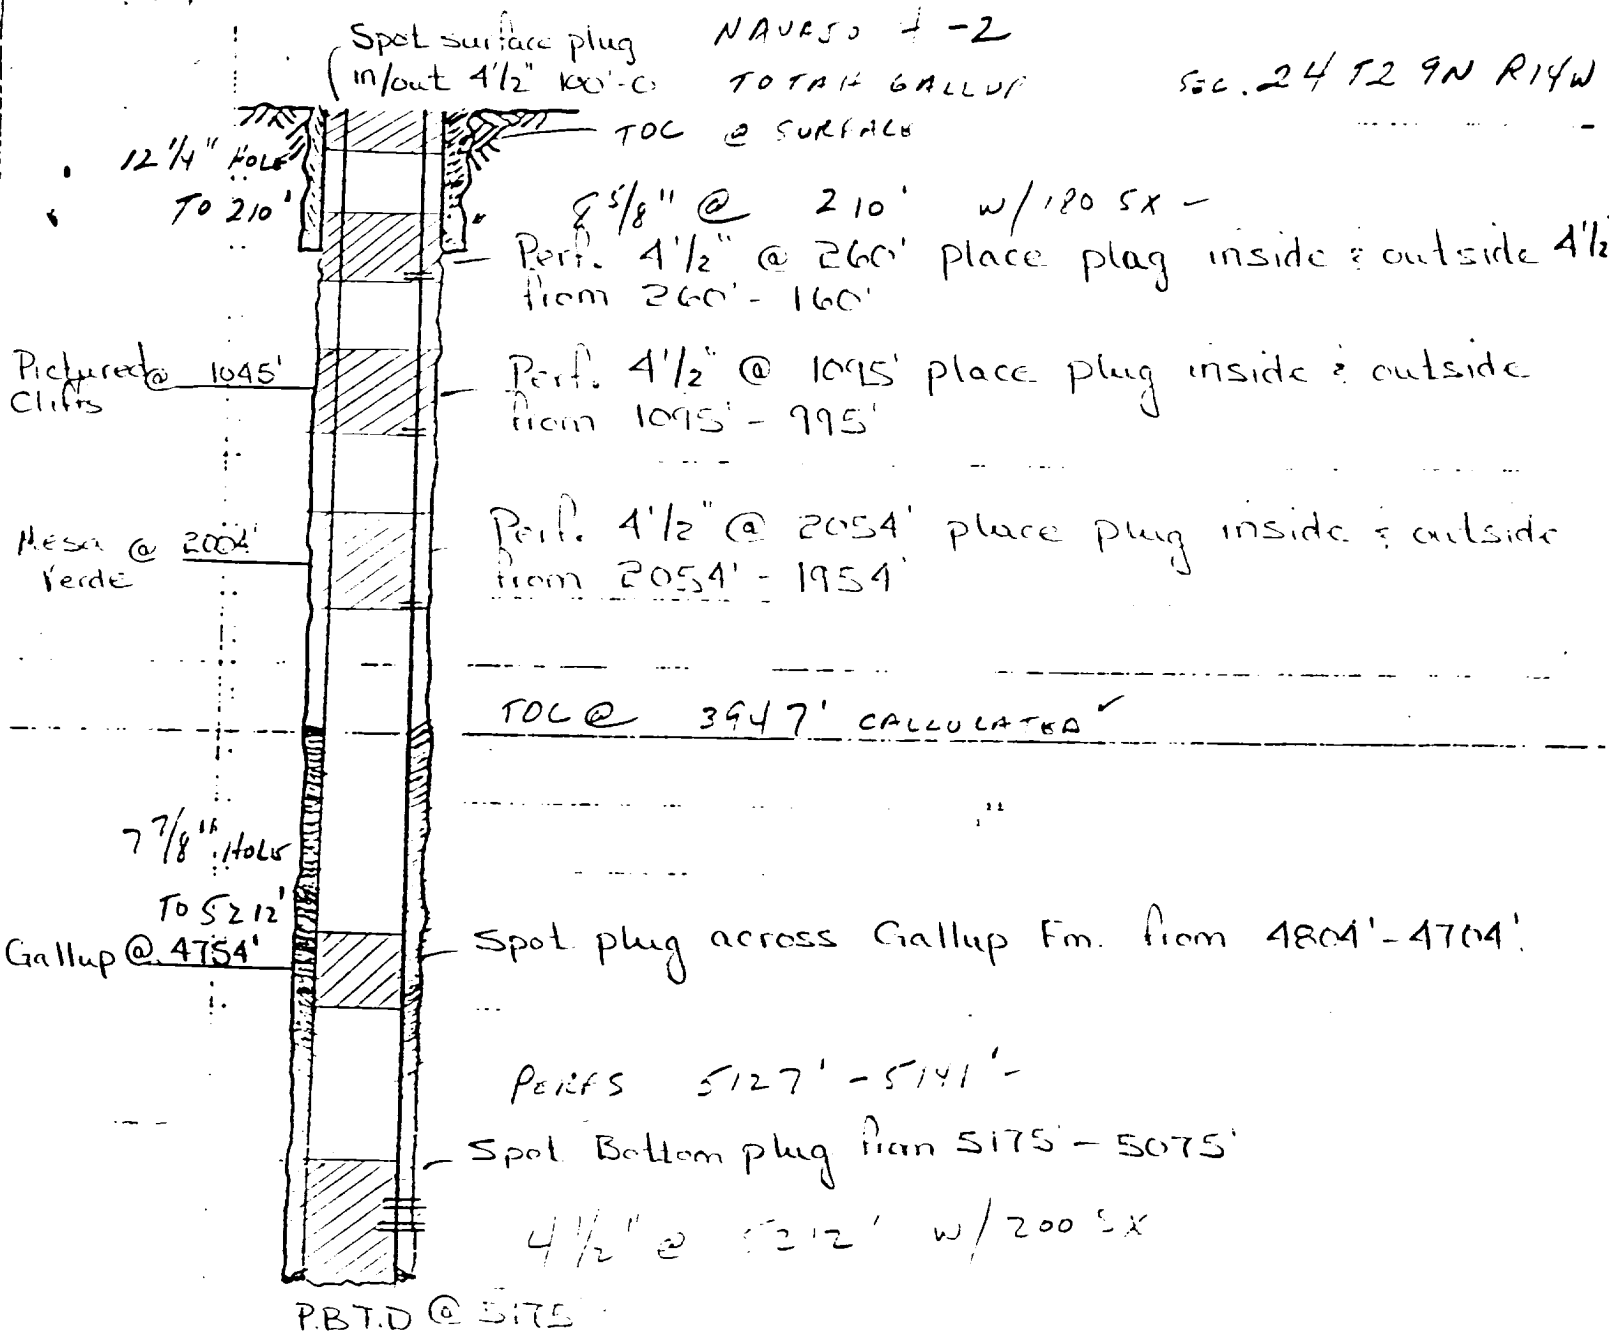 Spot surface plug
in/out 4 1/2" 100'-0
NAVAJO -2
TOTAH GALLUP
SEC. 24 T29N R14W
TOC @ SURFACE
12 1/4" HOLE
TO 210'
8 5/8" @ 210' w/180 SX -
Perf. 4 1/2" @ 260' place plug inside & outside 4 1/2
from 260' - 160'
Pictured @ 1045'
Cliffs
Perf. 4 1/2" @ 1095' place plug inside & outside
from 1095' - 995'
Mesa @ 2004'
Verde
Perf. 4 1/2" @ 2054' place plug inside & outside
from 2054' - 1954'
TOC @ 3947' CALCULATED ✓
7 7/8" HOLE
TO 5212'
Gallup @ 4754'
Spot plug across Gallup Fm. from 4804' - 4704'.
PERFS 5127' - 5141' -
Spot Bottom plug from 5175' - 5075'
4 1/2" @ 5212' w/200 SX
P.B.T.D @ 5175